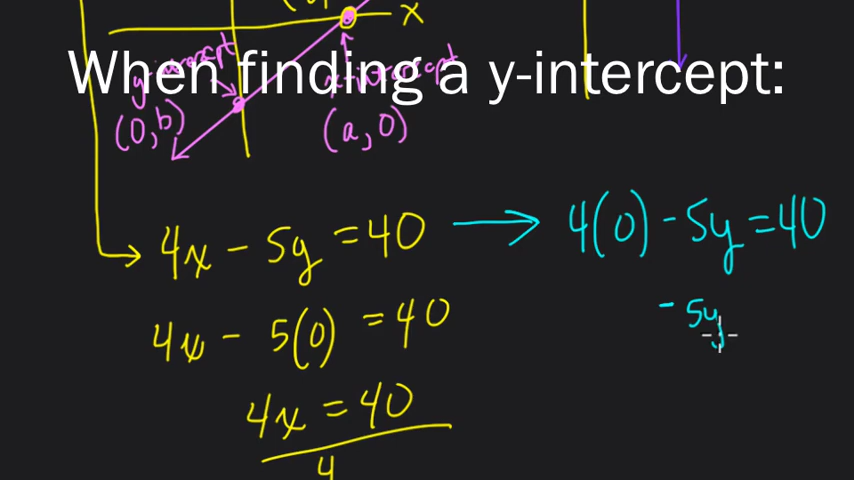 x
When finding a y-intercept:
y-intercept
x-intercept
(0,b)
(a,0)
4x - 5y = 40
4(0) - 5y = 40
4x - 5(0) = 40
- 5y
4x = 40
4